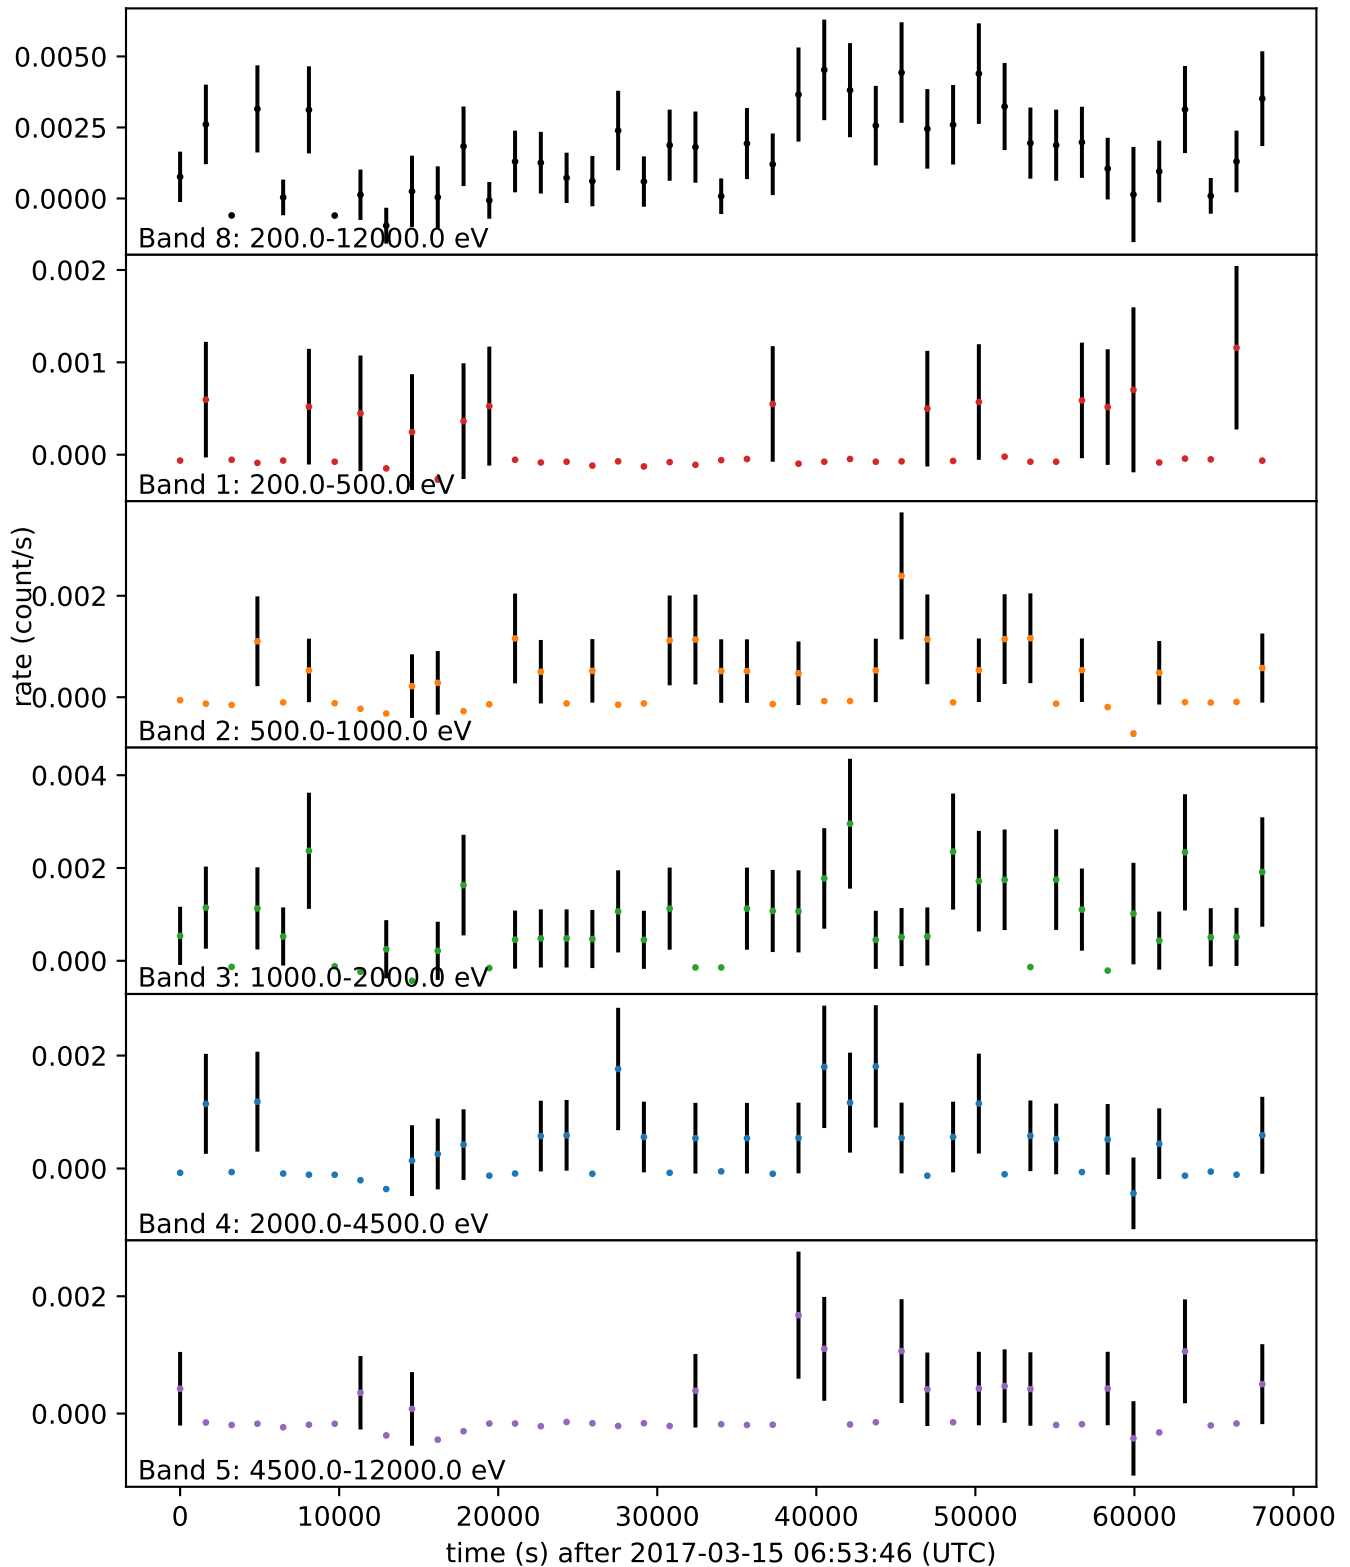 0.0050
0.0025
0.0000
Band 8: 200.0-12000.0 eV
0.002
0.001
0.000
Band 1: 200.0-500.0 eV
rate (count/s)
0.002
0.000
Band 2: 500.0-1000.0 eV
0.004
0.002
0.000
Band 3: 1000.0-2000.0 eV
0.002
0.000
Band 4: 2000.0-4500.0 eV
0.002
0.000
Band 5: 4500.0-12000.0 eV
0 10000 20000 30000 40000 50000 60000 70000
time (s) after 2017-03-15 06:53:46 (UTC)